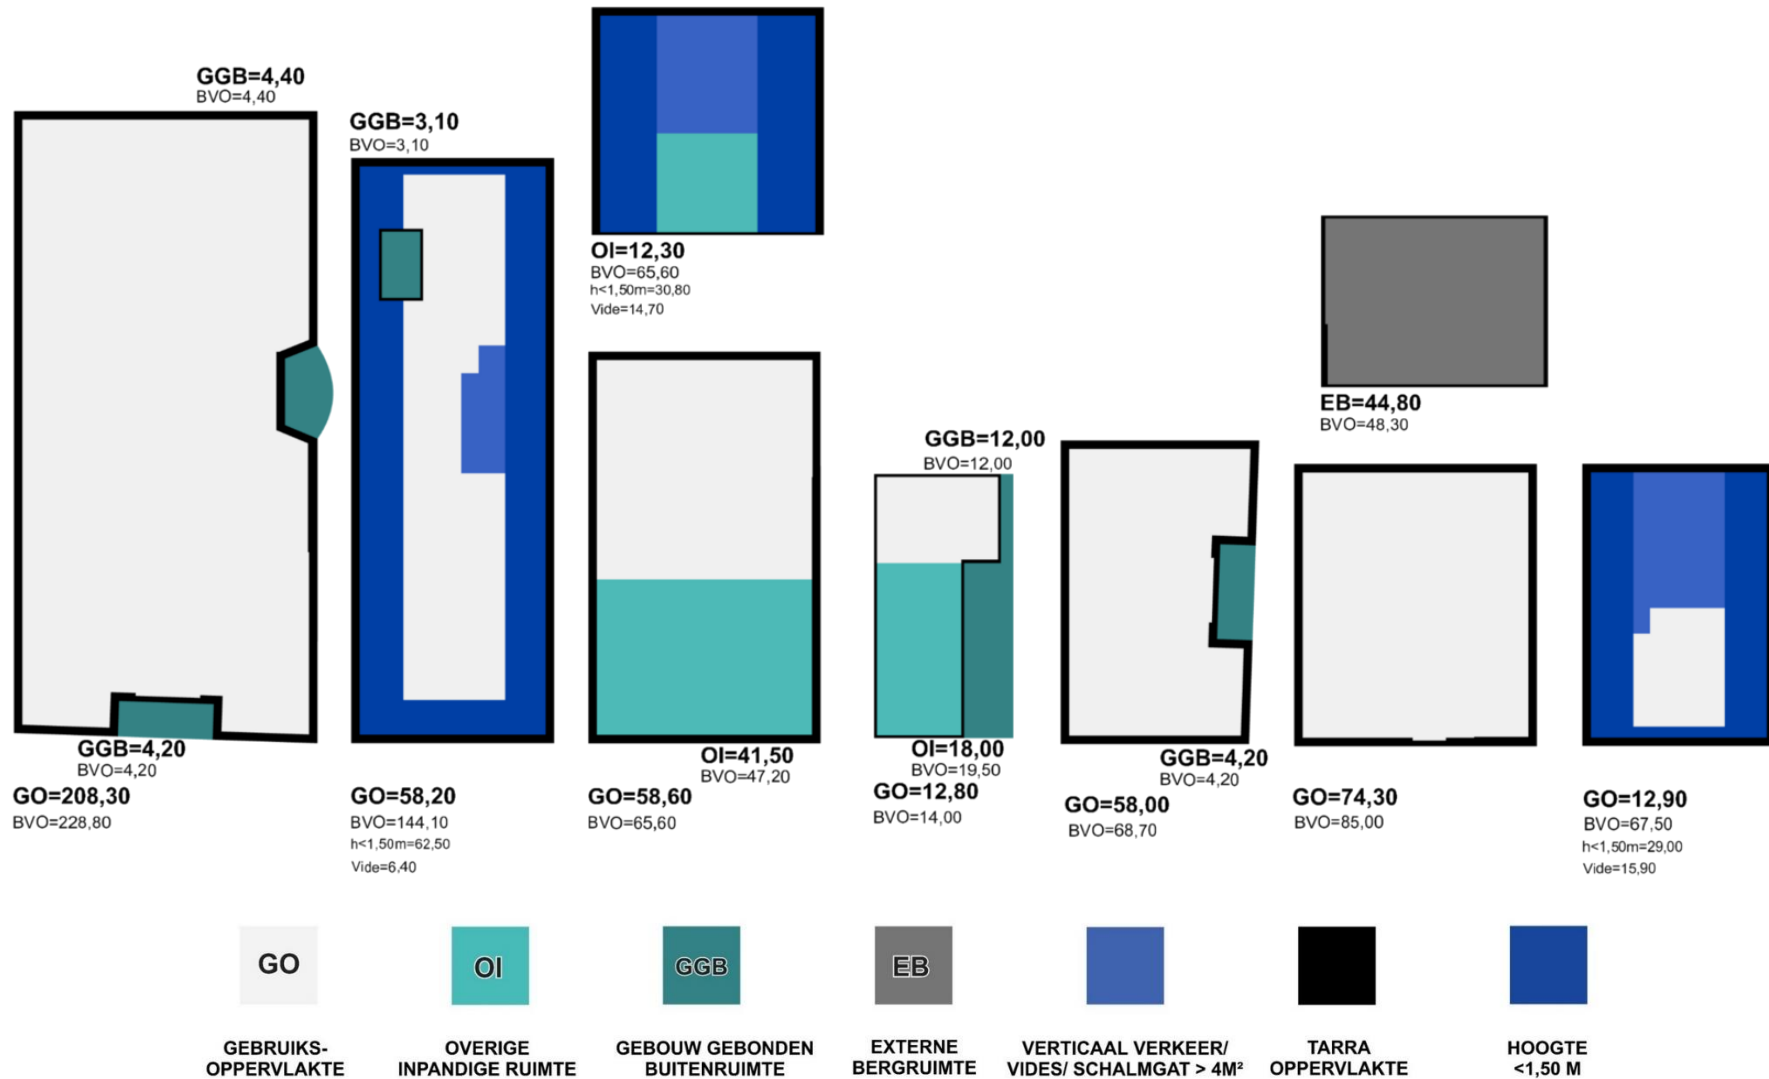 GGB=4,40
BVO=4,40
GGB=3,10
BVO=3,10
OI=12,30
BVO=65,60
h<1,50m=30,80
Vide=14,70
EB=44,80
BVO=48,30
GGB=12,00
BVO=12,00
GGB=4,20
BVO=4,20
GO=208,30
BVO=228,80
GO=58,20
BVO=144,10
h<1,50m=62,50
Vide=6,40
OI=41,50
BVO=47,20
GO=58,60
BVO=65,60
OI=18,00
BVO=19,50
GO=12,80
BVO=14,00
GGB=4,20
BVO=4,20
GO=58,00
BVO=68,70
GO=74,30
BVO=85,00
GO=12,90
BVO=67,50
h<1,50m=29,00
Vide=15,90
GO
OI
GGB
EB
GEBRUIKS-
OPPERVLAKTE
OVERIGE
INPANDIGE RUIMTE
GEBOUW GEBONDEN
BUITENRUIMTE
EXTERNE
BERGRUIMTE
VERTICAAL VERKEER/
VIDES/ SCHALMGAT > 4M²
TARRA
OPPERVLAKTE
HOOGTE
<1,50 M